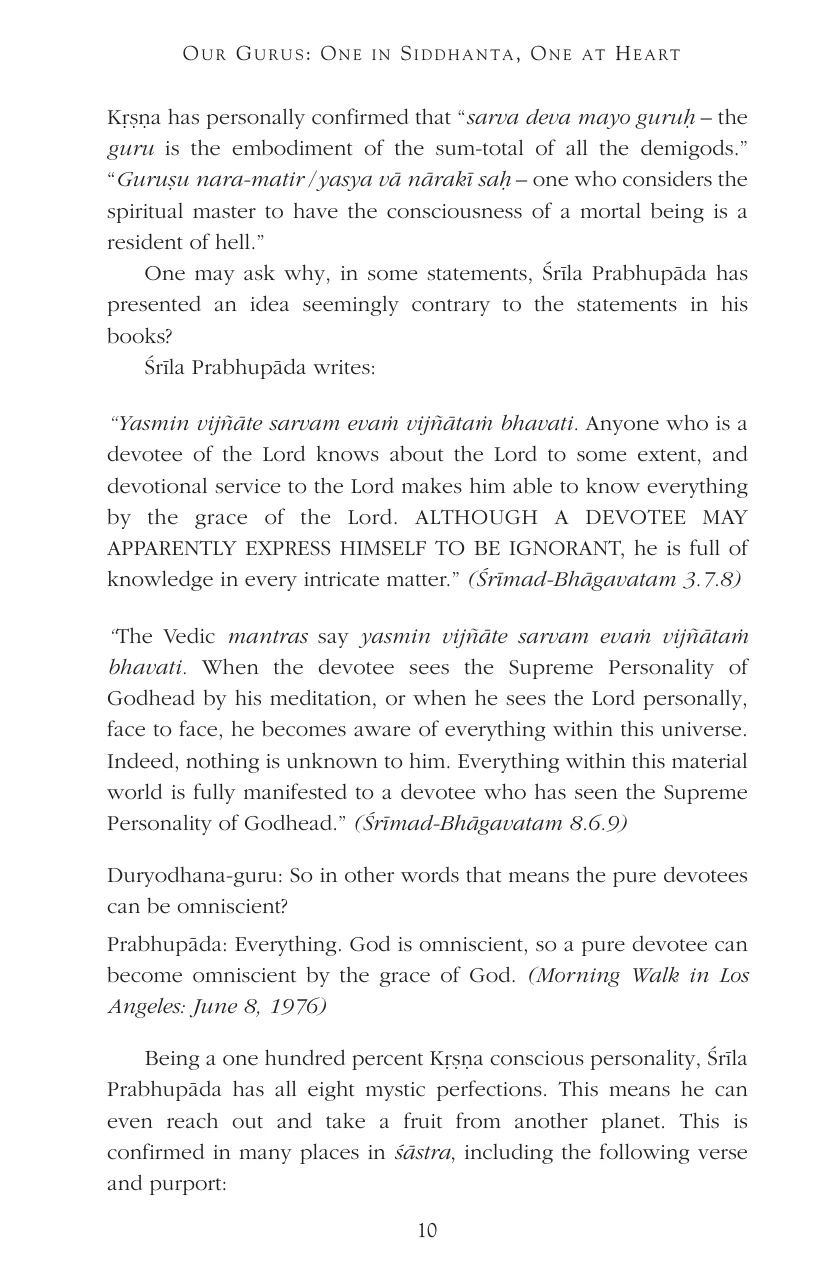 OUR GURUS: ONE IN SIDDHANTA, ONE AT HEART
Kṛṣṇa has personally confirmed that “sarva deva mayo guruḥ – the
guru is the embodiment of the sum-total of all the demigods.”
“Guruṣu nara-matir/yasya vā nārakī saḥ – one who considers the
spiritual master to have the consciousness of a mortal being is a
resident of hell.”
One may ask why, in some statements, Śrīla Prabhupāda has
presented an idea seemingly contrary to the statements in his
books?
Śrīla Prabhupāda writes:
“Yasmin vijñāte sarvam evaṁ vijñātaṁ bhavati. Anyone who is a
devotee of the Lord knows about the Lord to some extent, and
devotional service to the Lord makes him able to know everything
by the grace of the Lord. ALTHOUGH A DEVOTEE MAY
APPARENTLY EXPRESS HIMSELF TO BE IGNORANT, he is full of
knowledge in every intricate matter.” (Śrīmad-Bhāgavatam 3.7.8)
“The Vedic mantras say yasmin vijñāte sarvam evaṁ vijñātaṁ
bhavati. When the devotee sees the Supreme Personality of
Godhead by his meditation, or when he sees the Lord personally,
face to face, he becomes aware of everything within this universe.
Indeed, nothing is unknown to him. Everything within this material
world is fully manifested to a devotee who has seen the Supreme
Personality of Godhead.” (Śrīmad-Bhāgavatam 8.6.9)
Duryodhana-guru: So in other words that means the pure devotees
can be omniscient?
Prabhupāda: Everything. God is omniscient, so a pure devotee can
become omniscient by the grace of God. (Morning Walk in Los
Angeles: June 8, 1976)
Being a one hundred percent Kṛṣṇa conscious personality, Śrīla
Prabhupāda has all eight mystic perfections. This means he can
even reach out and take a fruit from another planet. This is
confirmed in many places in śāstra, including the following verse
and purport:
10